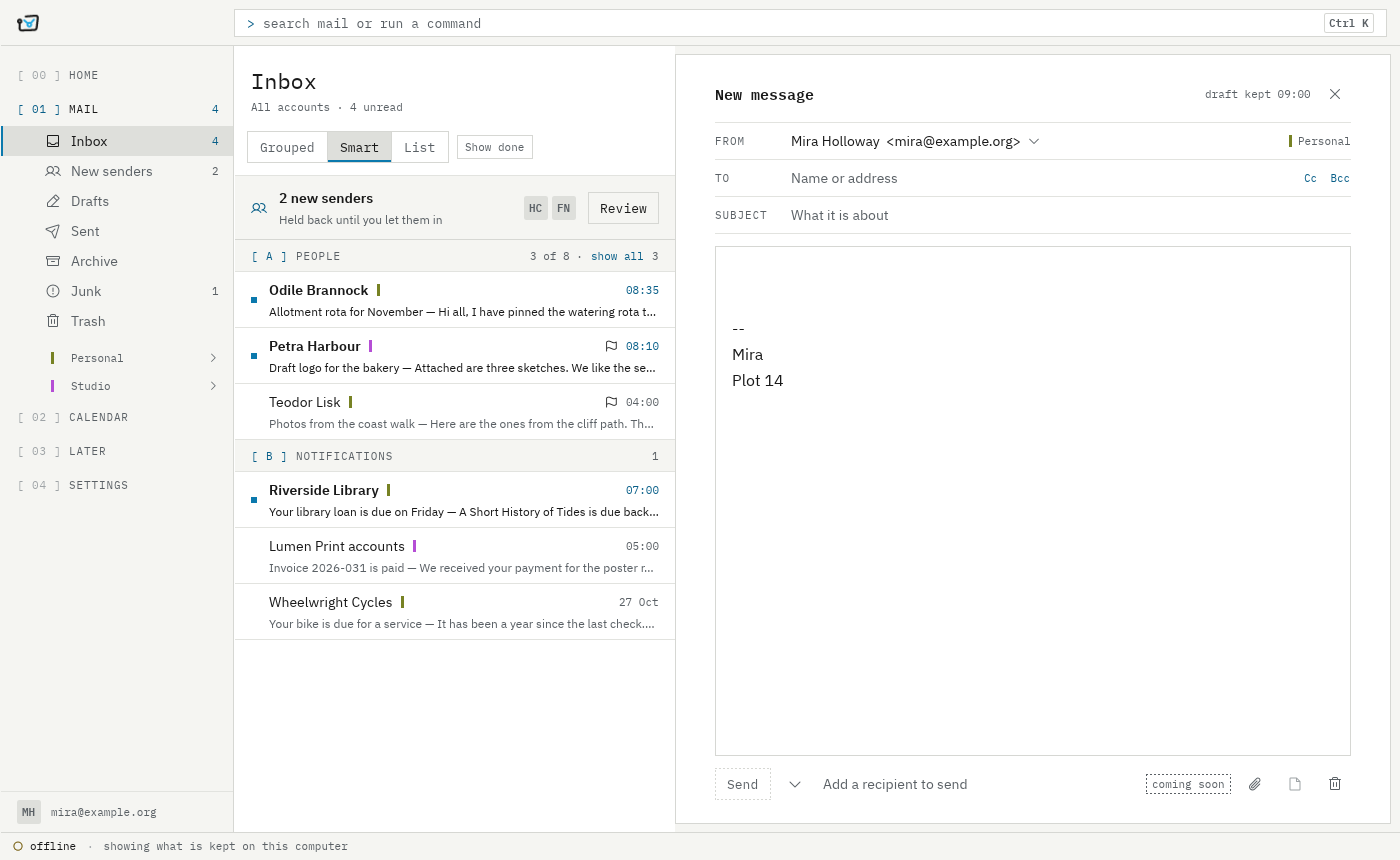 > search mail or run a command
Ctrl K
[ 00 ] HOME
[ 01 ] MAIL 4
Inbox 4
New senders 2
Drafts
Sent
Archive
Junk 1
Trash
Personal
Studio
[ 02 ] CALENDAR
[ 03 ] LATER
[ 04 ] SETTINGS
MH mira@example.org
Inbox
All accounts · 4 unread
Grouped Smart List Show done
2 new senders
Held back until you let them in
HC FN Review
[ A ] PEOPLE 3 of 8 · show all 3
Odile Brannock 08:35
Allotment rota for November — Hi all, I have pinned the watering rota t…
Petra Harbour 08:10
Draft logo for the bakery — Attached are three sketches. We like the se…
Teodor Lisk 04:00
Photos from the coast walk — Here are the ones from the cliff path. Th…
[ B ] NOTIFICATIONS 1
Riverside Library 07:00
Your library loan is due on Friday — A Short History of Tides is due back…
Lumen Print accounts 05:00
Invoice 2026-031 is paid — We received your payment for the poster r…
Wheelwright Cycles 27 Oct
Your bike is due for a service — It has been a year since the last check.…
New message draft kept 09:00
FROM Mira Holloway <mira@example.org> Personal
TO Name or address Cc Bcc
SUBJECT What it is about
--
Mira
Plot 14
Send Add a recipient to send coming soon
offline · showing what is kept on this computer